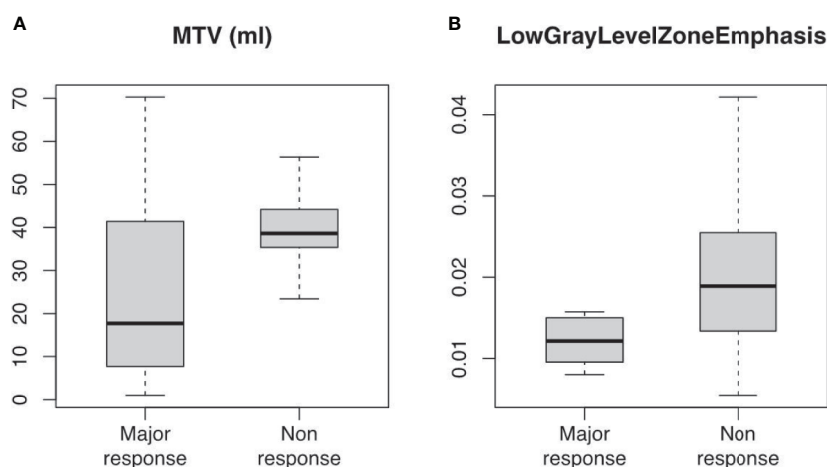 A
MTV (ml)
70
60
50
40
30
20
10
0
Major
response
Non
response
B
LowGrayLevelZoneEmphasis
0.04
0.03
0.02
0.01
Major
response
Non
response